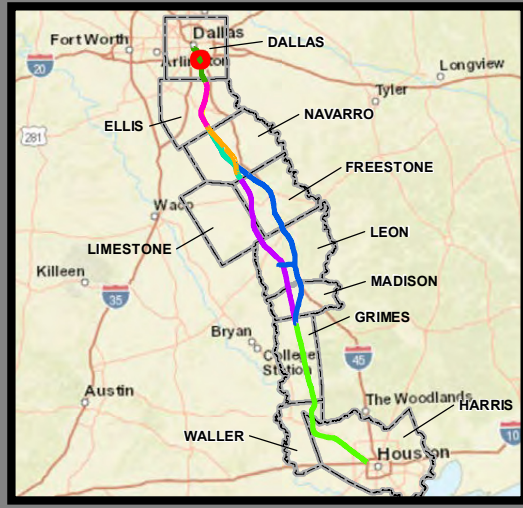 Dallas
Fort Worth
DALLAS
Arlington
20
Longview
Tyler
ELLIS
NAVARRO
281
FREESTONE
Waco
LEON
LIMESTONE
Killeen
MADISON
35
GRIMES
Bryan
College
Station
45
Austin
The Woodlands
HARRIS
WALLER
10
Houston